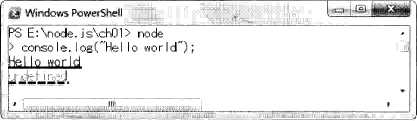 Windows PowerShell
PS E:\node.js\ch01> node
> console.log("Hello world");
Hello world
undefined